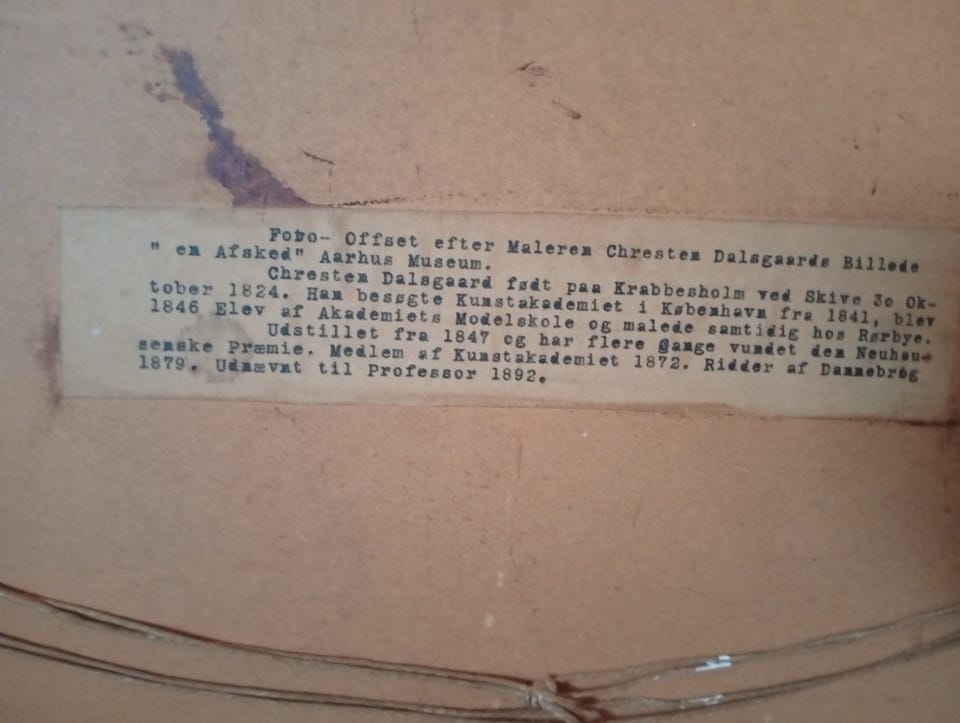 Foto- Offset efter Maleren Chresten Dalsgaards Billede
" en Afsked" Aarhus Museum.
Chresten Dalsgaard født paa Krabbesholm ved Skive 3o Ok-
tober 1824. Han besøgte Kunstakademiet i København fra 1841, blev
1846 Elev af Akademiets Modelskole og malede samtidig hos Rørbye.
Udstillet fra 1847 og har flere gange vundet den Neuhau-
senske Præmie. Medlem af Kunstakademiet 1872. Ridder af Dannebrog
1879. Udnævnt til Professor 1892.